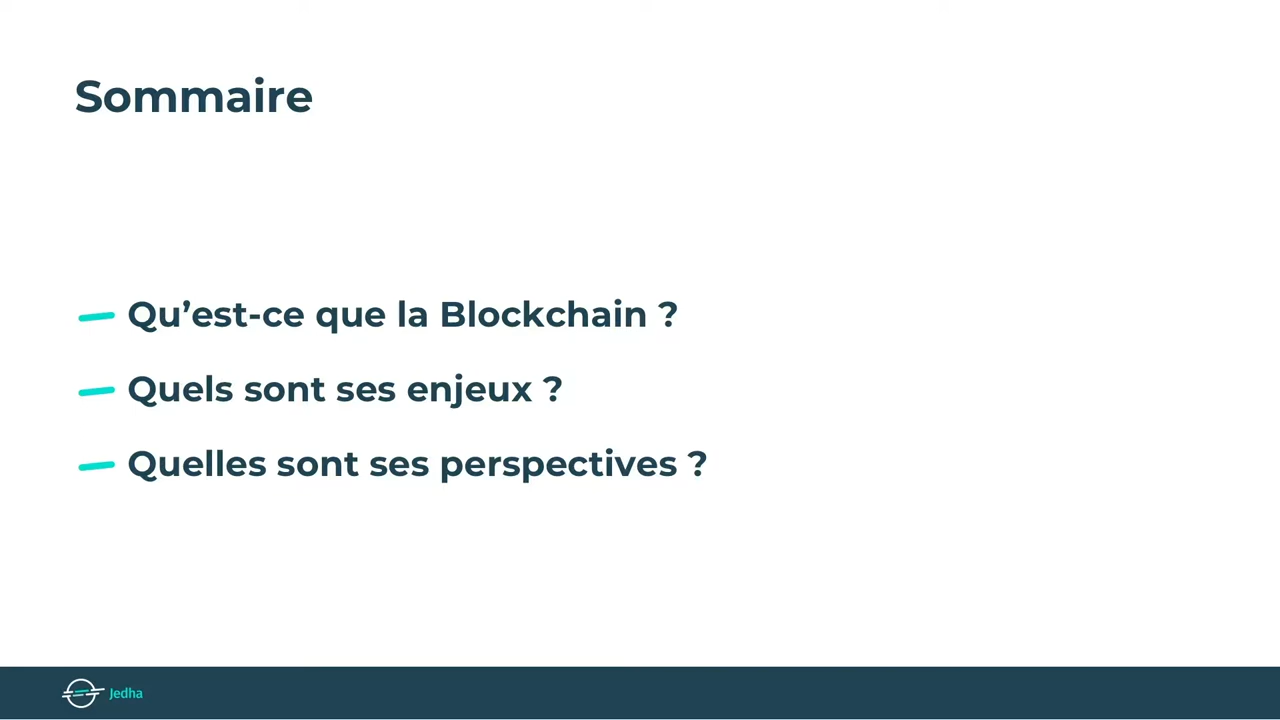 Sommaire
Qu’est-ce que la Blockchain ?
Quels sont ses enjeux ?
Quelles sont ses perspectives ?
Jedha